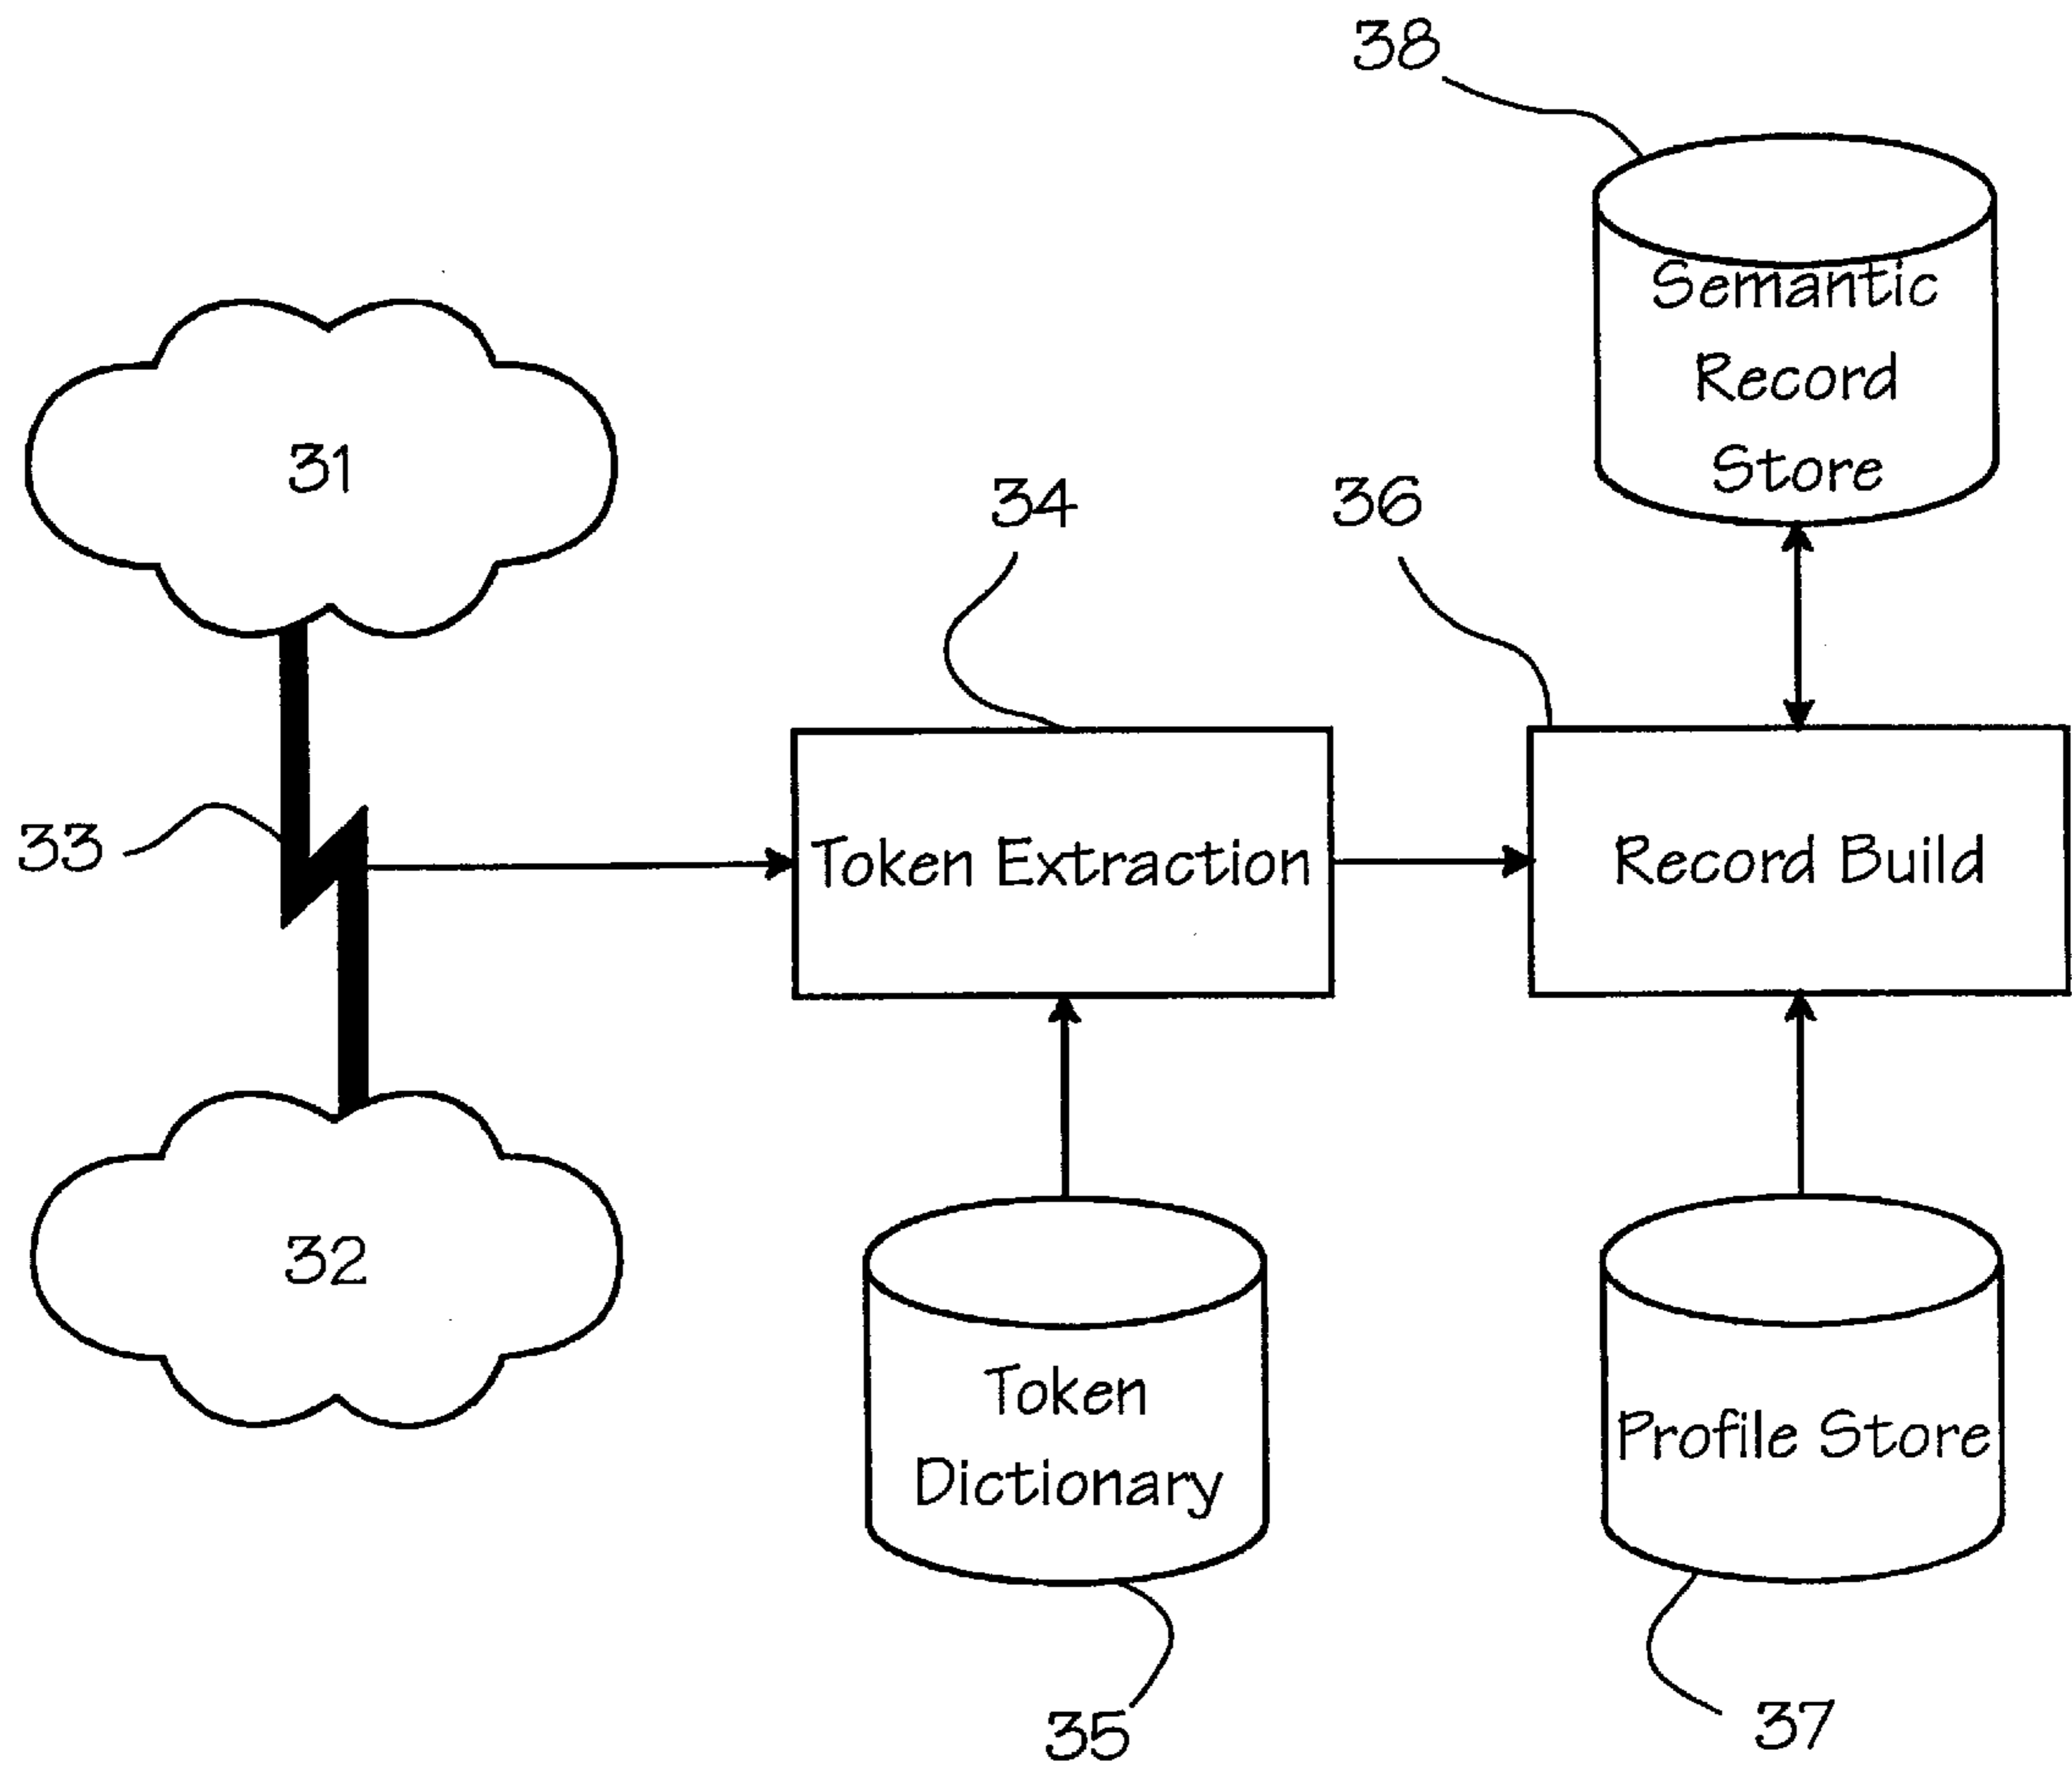 38
Semantic
Record
Store
31
34
36
33
Token Extraction
Record Build
32
Token
Dictionary
Profile Store
35
37